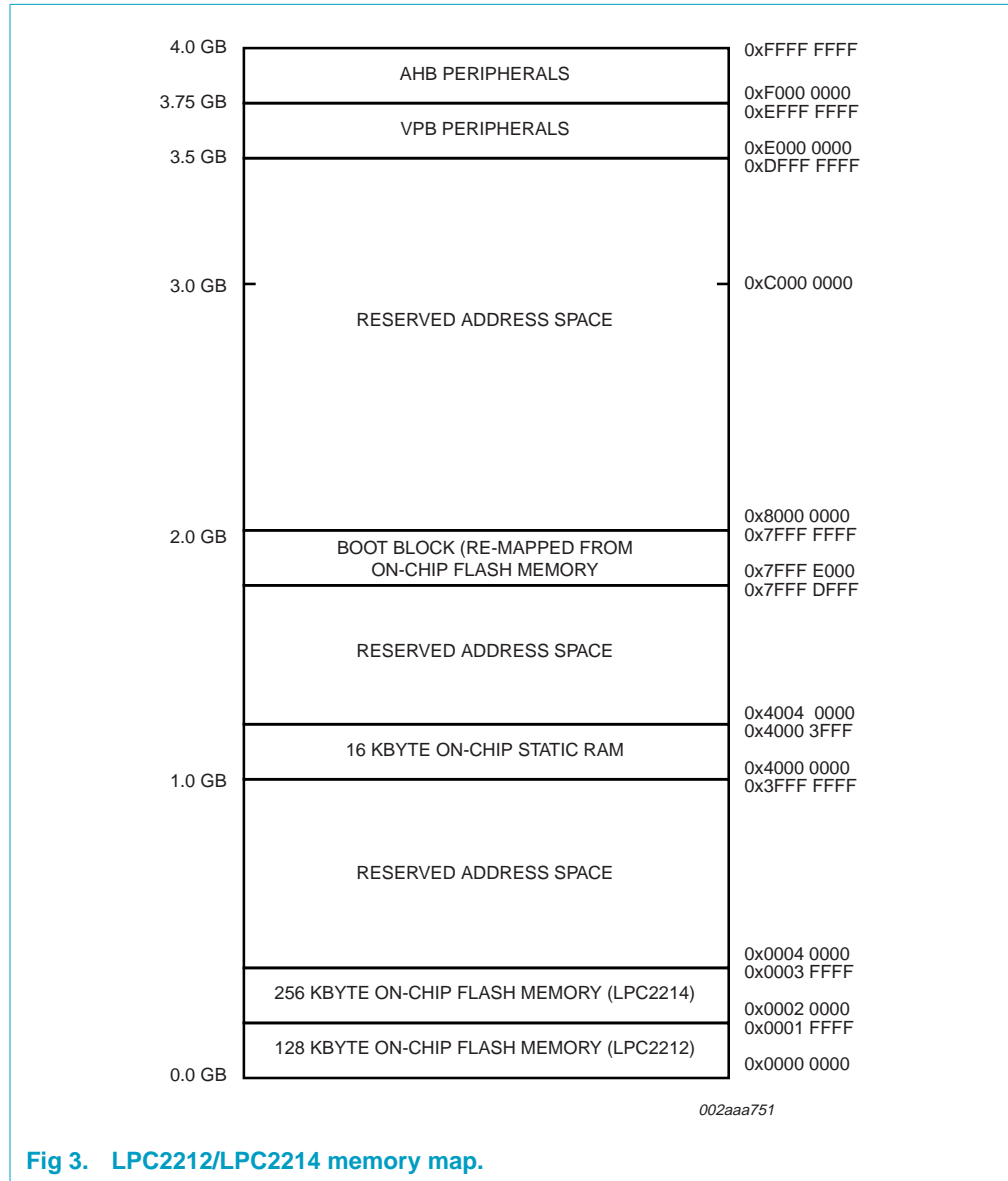 4.0 GB
0xFFFF FFFF
AHB PERIPHERALS
0xF000 0000
3.75 GB
0xEFFF FFFF
VPB PERIPHERALS
0xE000 0000
3.5 GB
0xDFFF FFFF
3.0 GB
0xC000 0000
RESERVED ADDRESS SPACE
0x8000 0000
2.0 GB
0x7FFF FFFF
BOOT BLOCK (RE-MAPPED FROM
ON-CHIP FLASH MEMORY
0x7FFF E000
0x7FFF DFFF
RESERVED ADDRESS SPACE
0x4004 0000
0x4000 3FFF
16 KBYTE ON-CHIP STATIC RAM
0x4000 0000
1.0 GB
0x3FFF FFFF
RESERVED ADDRESS SPACE
0x0004 0000
0x0003 FFFF
256 KBYTE ON-CHIP FLASH MEMORY (LPC2214)
0x0002 0000
0x0001 FFFF
128 KBYTE ON-CHIP FLASH MEMORY (LPC2212)
0x0000 0000
0.0 GB
002aaa751
Fig 3. LPC2212/LPC2214 memory map.